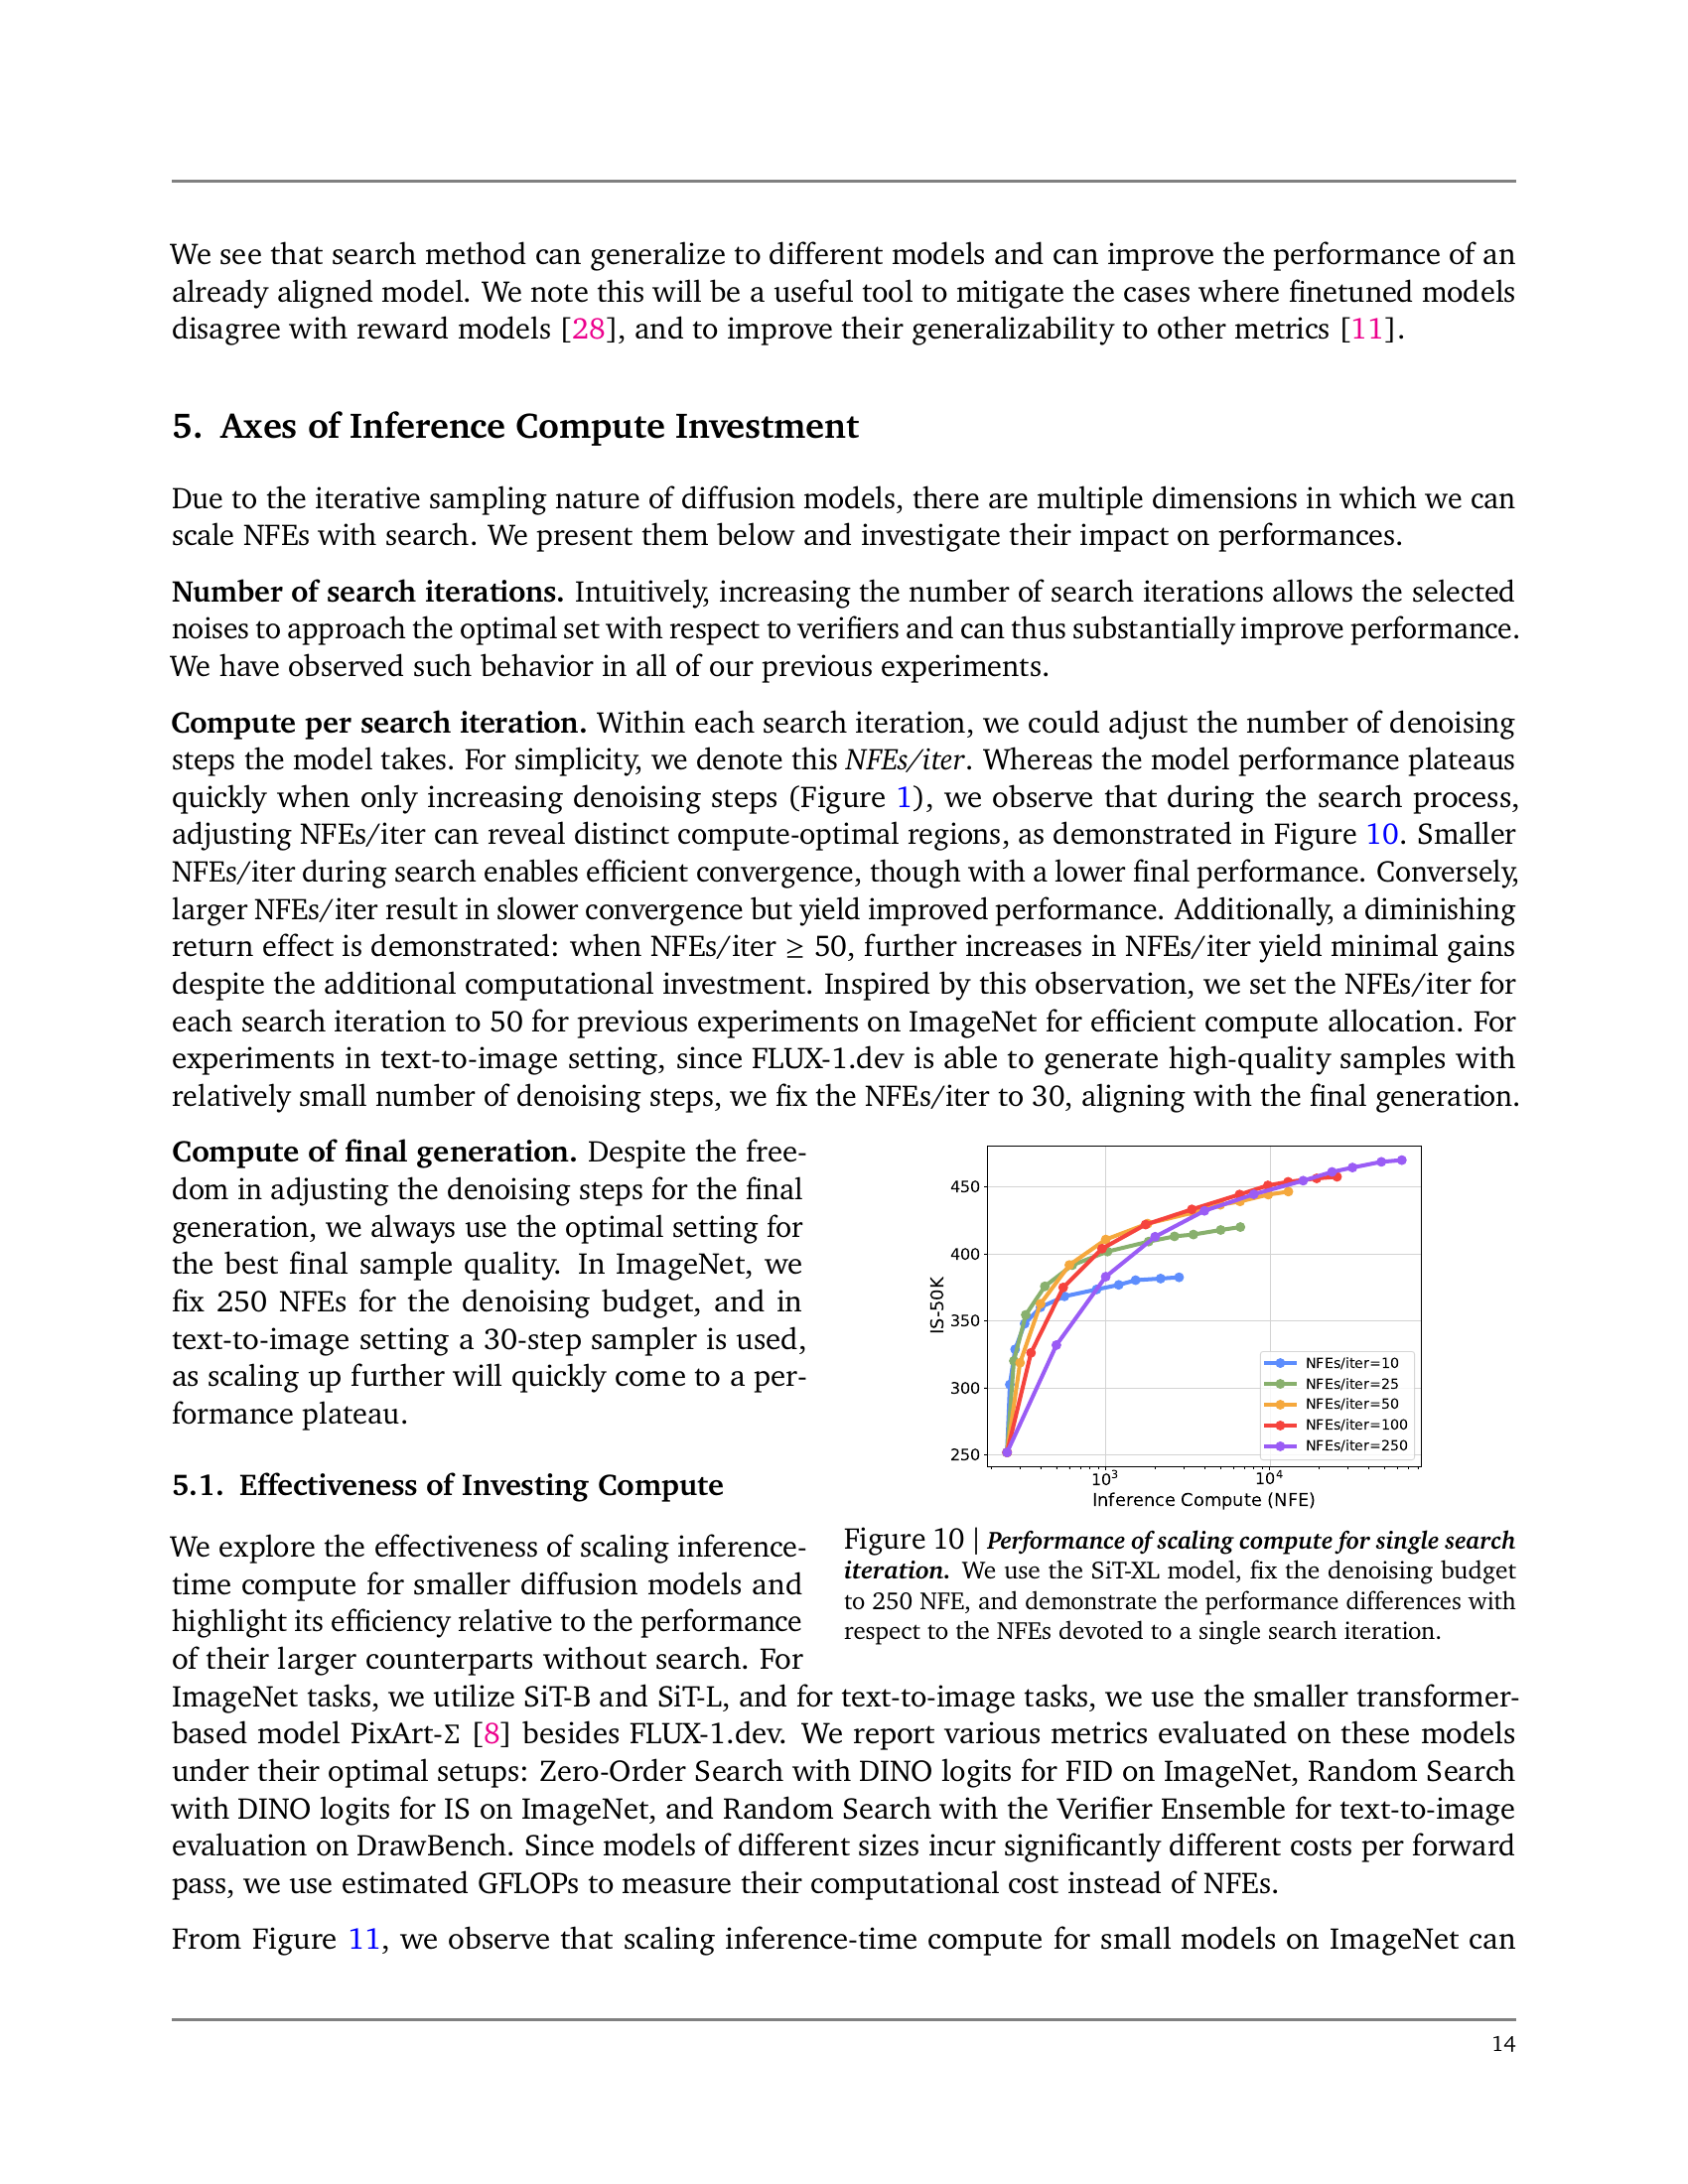 We see that search method can generalize to different models and can improve the performance of an
already aligned model. We note this will be a useful tool to mitigate the cases where finetuned models
disagree with reward models [28], and to improve their generalizability to other metrics [11].
5. Axes of Inference Compute Investment
Due to the iterative sampling nature of diffusion models, there are multiple dimensions in which we can
scale NFEs with search. We present them below and investigate their impact on performances.
Number of search iterations. Intuitively, increasing the number of search iterations allows the selected
noises to approach the optimal set with respect to verifiers and can thus substantially improve performance.
We have observed such behavior in all of our previous experiments.
Compute per search iteration. Within each search iteration, we could adjust the number of denoising
steps the model takes. For simplicity, we denote this NFEs/iter. Whereas the model performance plateaus
quickly when only increasing denoising steps (Figure 1), we observe that during the search process,
adjusting NFEs/iter can reveal distinct compute-optimal regions, as demonstrated in Figure 10. Smaller
NFEs/iter during search enables efficient convergence, though with a lower final performance. Conversely,
larger NFEs/iter result in slower convergence but yield improved performance. Additionally, a diminishing
return effect is demonstrated: when NFEs/iter ≥ 50, further increases in NFEs/iter yield minimal gains
despite the additional computational investment. Inspired by this observation, we set the NFEs/iter for
each search iteration to 50 for previous experiments on ImageNet for efficient compute allocation. For
experiments in text-to-image setting, since FLUX-1.dev is able to generate high-quality samples with
relatively small number of denoising steps, we fix the NFEs/iter to 30, aligning with the final generation.
Compute of final generation. Despite the free-
dom in adjusting the denoising steps for the final
generation, we always use the optimal setting for
the best final sample quality. In ImageNet, we
fix 250 NFEs for the denoising budget, and in
text-to-image setting a 30-step sampler is used,
as scaling up further will quickly come to a per-
formance plateau.
5.1. Effectiveness of Investing Compute
We explore the effectiveness of scaling inference-
time compute for smaller diffusion models and
highlight its efficiency relative to the performance
of their larger counterparts without search. For
450
400
350
300
250
IS-50K
10³
10⁴
Inference Compute (NFE)
NFEs/iter=10
NFEs/iter=25
NFEs/iter=50
NFEs/iter=100
NFEs/iter=250
Figure 10 | Performance of scaling compute for single search
iteration. We use the SiT-XL model, fix the denoising budget
to 250 NFE, and demonstrate the performance differences with
respect to the NFEs devoted to a single search iteration.
ImageNet tasks, we utilize SiT-B and SiT-L, and for text-to-image tasks, we use the smaller transformer-
based model PixArt-Σ [8] besides FLUX-1.dev. We report various metrics evaluated on these models
under their optimal setups: Zero-Order Search with DINO logits for FID on ImageNet, Random Search
with DINO logits for IS on ImageNet, and Random Search with the Verifier Ensemble for text-to-image
evaluation on DrawBench. Since models of different sizes incur significantly different costs per forward
pass, we use estimated GFLOPs to measure their computational cost instead of NFEs.
From Figure 11, we observe that scaling inference-time compute for small models on ImageNet can
14